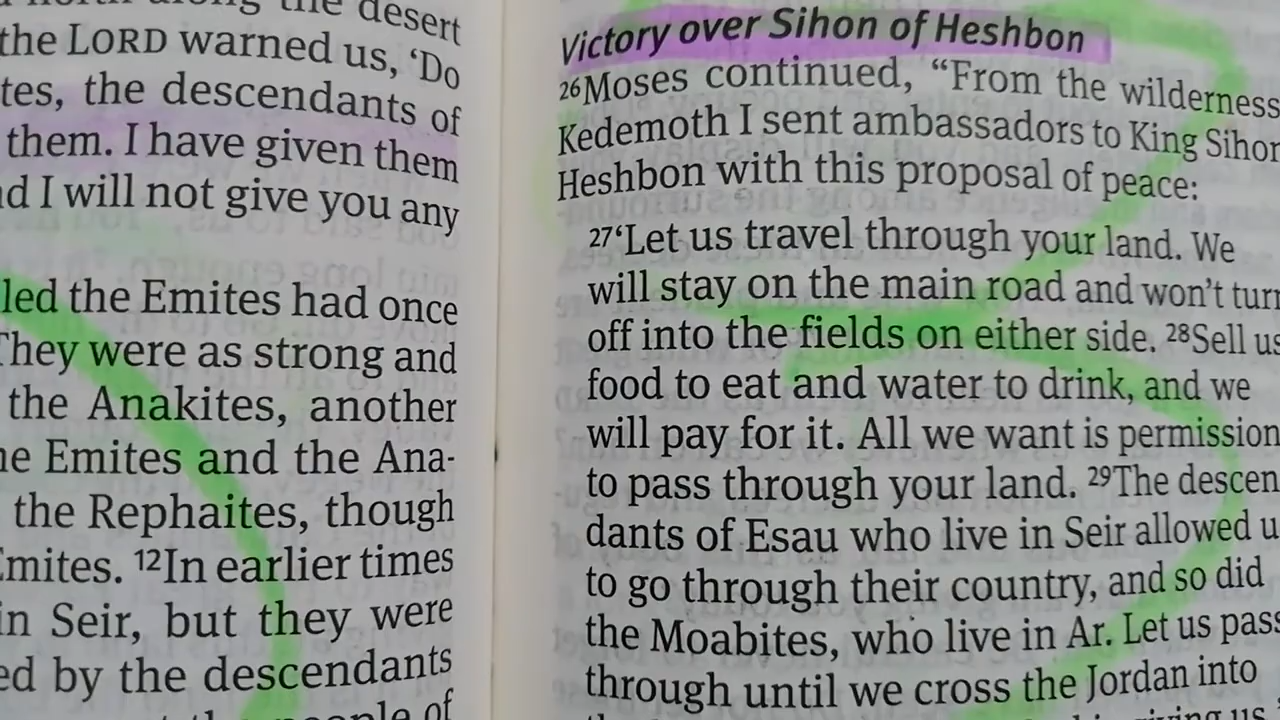 the desert
the LORD warned us, ‘Do
tes, the descendants of
them. I have given them
I will not give you any
led the Emites had once
They were as strong and
the Anakites, another
Emites and the Ana-
the Rephaites, though
Emites. ¹²In earlier times
in Seir, but they were
ed by the descendants
of
Victory over Sihon of Heshbon
²⁶Moses continued, “From the wilderness
Kedemoth I sent ambassadors to King Sihon
Heshbon with this proposal of peace:
²⁷‘Let us travel through your land. We
will stay on the main road and won’t turn
off into the fields on either side. ²⁸Sell us
food to eat and water to drink, and we
will pay for it. All we want is permission
to pass through your land. ²⁹The descen
dants of Esau who live in Seir allowed u
to go through their country, and so did
the Moabites, who live in Ar. Let us pass
through until we cross the Jordan into
giving us